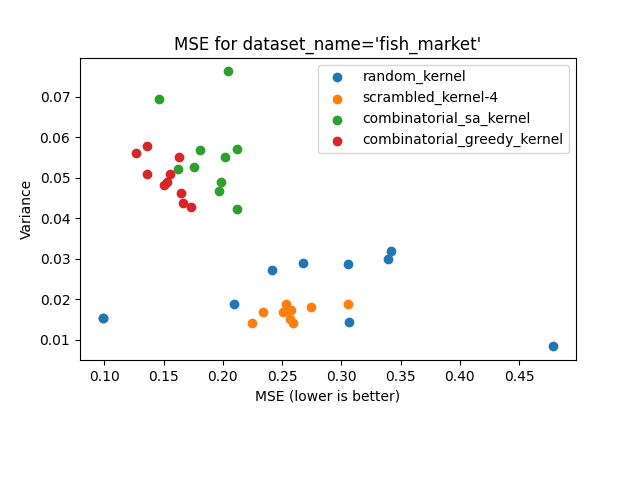 MSE for dataset_name='fish_market'
random_kernel
scrambled_kernel-4
combinatorial_sa_kernel
combinatorial_greedy_kernel
Variance
0.07
0.06
0.05
0.04
0.03
0.02
0.01
0.10 0.15 0.20 0.25 0.30 0.35 0.40 0.45
MSE (lower is better)